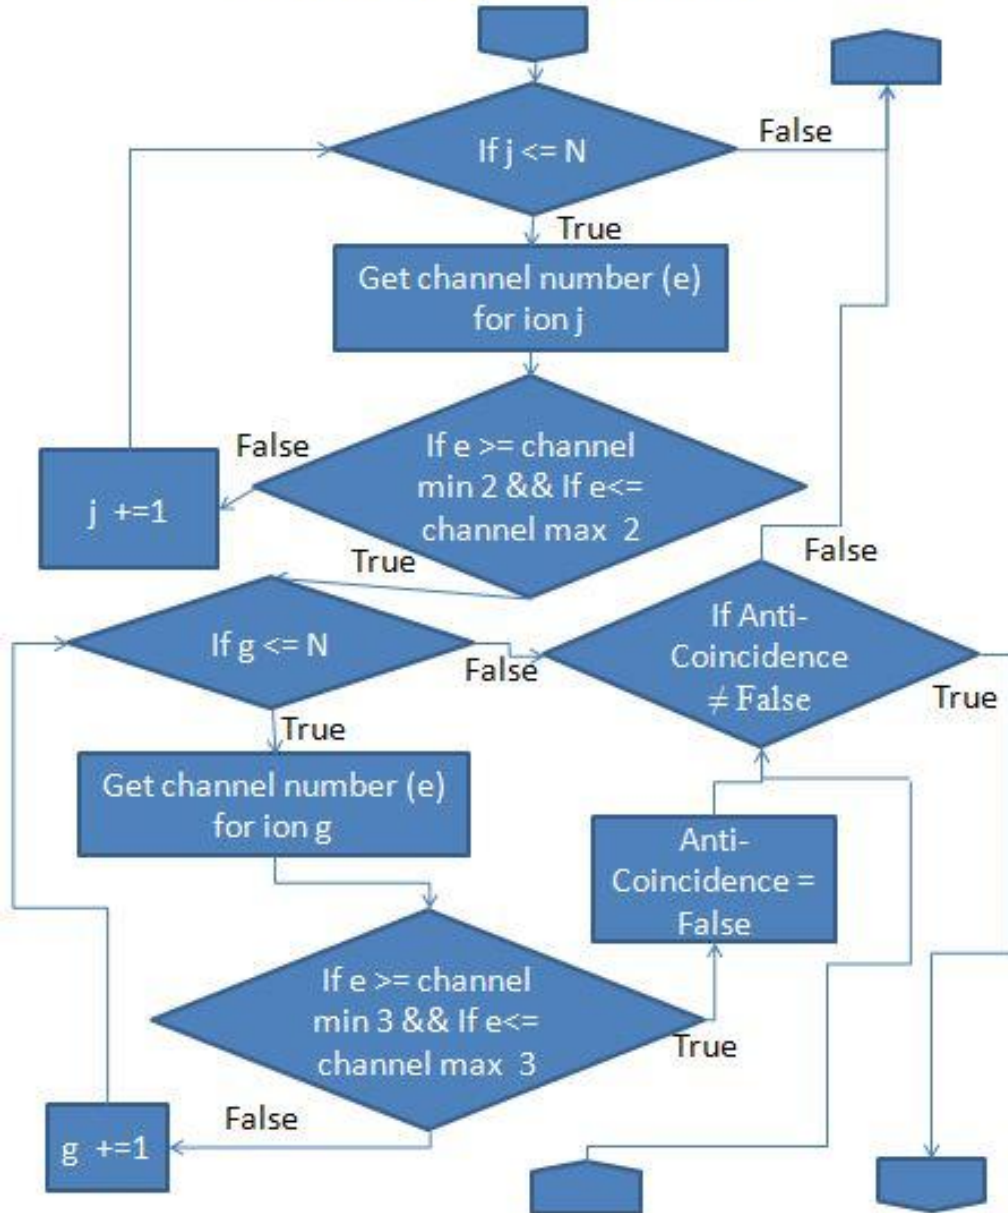 If j <= N
False
True
Get channel number (e)
for ion j
If e >= channel
min 2 && If e<=
channel max 2
False
j +=1
True
If g <= N
False
If Anti-
Coincidence
≠ False
False
True
True
Get channel number (e)
for ion g
Anti-
Coincidence =
False
If e >= channel
min 3 && If e<=
channel max 3
True
False
g +=1